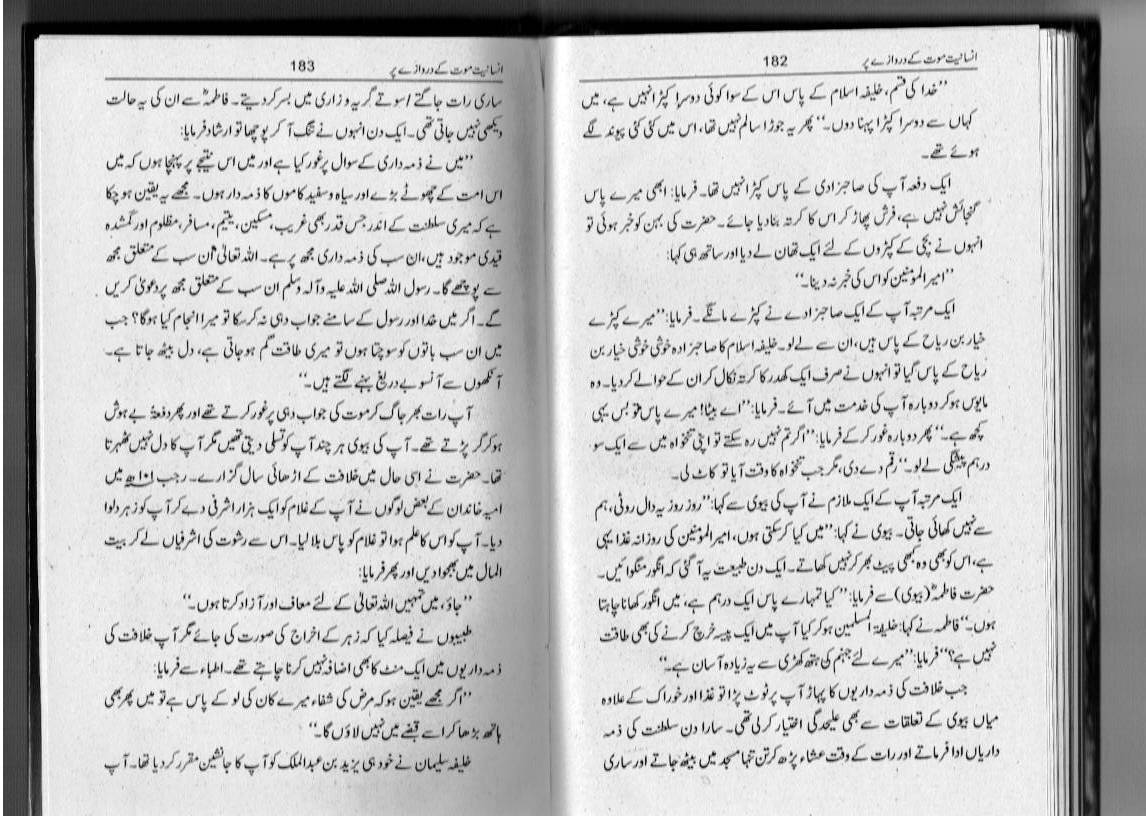 182 انسانیت موت کے دروازے پر
”خدا کی قسم، خلیفہ اسلام کے پاس اس کے سوا کوئی دوسرا کپڑا نہیں ہے، میں
کہاں سے دوسرا کپڑا پہنا دوں۔“ پھر یہ جوڑا سالم نہیں تھا، اس میں کئی کئی پیوند لگے
ہوئے تھے۔
ایک دفعہ آپ کی صاحبزادی کے پاس کپڑا نہیں تھا۔ فرمایا: ابھی میرے پاس
گنجائش نہیں ہے، فرش پھاڑ کر اس کا کرتہ بنا دیا جائے۔ حضرت کی بہن کو خبر ہوئی تو
انہوں نے بچی کے کپڑوں کے لئے ایک تھان لے دیا اور ساتھ ہی کہا:
”امیر المؤمنین کو اس کی خبر نہ دینا۔“
ایک مرتبہ آپ کے ایک صاحبزادے نے کپڑے مانگے۔ فرمایا: ”میرے کپڑے
خیار بن ریاح کے پاس ہیں، ان سے لے لو۔ خلیفہ اسلام کا صاحبزادہ خوشی خوشی خیار بن
ریاح کے پاس گیا تو انہوں نے صرف ایک کھدر کا کرتہ نکال کر ان کے حوالے کر دیا۔ وہ
مایوس ہو کر دوبارہ آپ کی خدمت میں آئے۔ فرمایا: ”اے بیٹا! میرے پاس تو بس یہی
کچھ ہے۔“ پھر دوبارہ غور کر کے فرمایا: ”اگر تم نہیں رہ سکتے تو اپنی تنخواہ میں سے ایک سو
درہم پیشگی لے لو۔“ رقم دے دی، مگر جب تنخواہ کا وقت آیا تو کاٹ لی۔
ایک مرتبہ آپ کے ایک ملازم نے آپ کی بیوی سے کہا: ”روز روز یہ دال روٹی، ہم
سے نہیں کھائی جاتی۔ بیوی نے کہا: ”میں کیا کر سکتی ہوں، امیر المؤمنین کی روزانہ غذا یہی
ہے، اس کو بھی وہ کبھی پیٹ بھر کر نہیں کھاتے۔ ایک دن طبیعت یہ آ گئی کہ انگور منگوائیں۔
حضرت فاطمہؒ (بیوی) سے فرمایا: ”کیا تمہارے پاس ایک درہم ہے، میں انگور کھانا چاہتا
ہوں۔“ فاطمہ نے کہا: خلیفۃ المسلمین ہو کر کیا آپ میں ایک پیسہ خرچ کرنے کی بھی طاقت
نہیں ہے؟“ فرمایا: ”میرے لئے جہنم کی ہتھکھڑی سے یہ زیادہ آسان ہے۔“
جب خلافت کی ذمہ داریوں کا پہاڑ آپ پر ٹوٹ پڑا تو غذا اور خوراک کے علاوہ
میاں بیوی کے تعلقات سے بھی علیحدگی اختیار کر لی تھی۔ سارا دن سلطنت کی ذمہ
داریاں ادا فرماتے اور رات کے وقت عشاء پڑھ کر تن تنہا مسجد میں بیٹھ جاتے اور ساری
183 انسانیت موت کے دروازے پر
ساری رات جاگتے / سوتے گریہ و زاری میں بسر کر دیتے۔ فاطمہؒ سے ان کی یہ حالت
دیکھی نہیں جاتی تھی۔ ایک دن انہوں نے تنگ آ کر پوچھا تو ارشاد فرمایا:
”میں نے ذمہ داری کے سوال پر غور کیا ہے اور میں اس نتیجے پر پہنچا ہوں کہ میں
اس امت کے چھوٹے بڑے اور سیاہ و سفید کاموں کا ذمہ دار ہوں۔ مجھے یہ یقین ہو چکا
ہے کہ میری سلطنت کے اندر جس قدر بھی غریب، مسکین، یتیم، مسافر، مظلوم اور گمشدہ
قیدی موجود ہیں، ان سب کی ذمہ داری مجھ پر ہے۔ اللہ تعالیٰ ان سب کے متعلق مجھ
سے پوچھے گا۔ رسول اللہ صلی اللہ علیہ وآلہ وسلم ان سب کے متعلق مجھ پر دعویٰ کریں
گے۔ اگر میں خدا اور رسول کے سامنے جواب دہی نہ کر سکا تو میرا انجام کیا ہو گا؟ جب
میں ان سب باتوں کو سوچتا ہوں تو میری طاقت گم ہو جاتی ہے، دل بیٹھ جاتا ہے۔
آنکھوں سے آنسو بے دریغ بہنے لگتے ہیں۔“
آپ رات بھر جاگ کر موت کی جواب دہی پر غور کرتے تھے اور پھر دفعۃً بے ہوش
ہو کر گر پڑتے تھے۔ آپ کی بیوی ہر چند آپ کو تسلی دیتی تھیں مگر آپ کا دل نہیں ٹھہرتا
تھا۔ حضرت نے اسی حال میں خلافت کے اڑھائی سال گزارے۔ رجب ۱۰۱ھ میں
امیہ خاندان کے بعض لوگوں نے آپ کے غلام کو ایک ہزار اشرفی دے کر آپ کو زہر دلوا
دیا۔ آپ کو اس کا علم ہوا تو غلام کو پاس بلا لیا۔ اس سے رشوت کی اشرفیاں لے کر بیت
المال میں بھجوا دیں اور پھر فرمایا:
”جاؤ، میں تمہیں اللہ تعالیٰ کے لئے معاف اور آزاد کرتا ہوں۔“
طبیبوں نے فیصلہ کیا کہ زہر کے اخراج کی صورت کی جائے مگر آپ خلافت کی
ذمہ داریوں میں ایک منٹ کا بھی اضافہ نہیں کرنا چاہتے تھے۔ اطباء سے فرمایا:
”اگر مجھے یقین ہو کہ مرض کی شفاء میرے کان کی لو کے پاس ہے تو میں پھر بھی
ہاتھ بڑھا کر اسے قبضے میں نہیں لاؤں گا۔“
خلیفہ سلیمان نے خود ہی یزید بن عبدالملک کو آپ کا جانشین مقرر کر دیا تھا۔ آپ